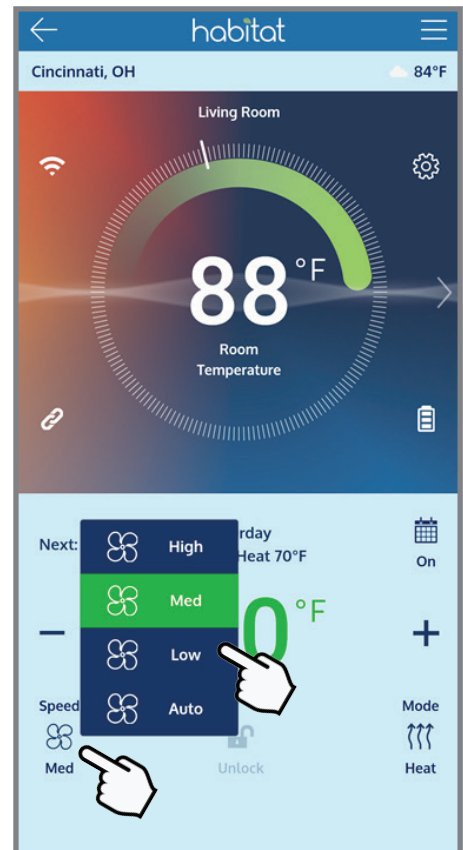 habitat
Cincinnati, OH 84°F
Living Room
88 °F
Room
Temperature
Next: High
Heat 70°F
On
Med
0 °F
−
+
Low
Auto
Speed
Mode
Med
Unlock
Heat